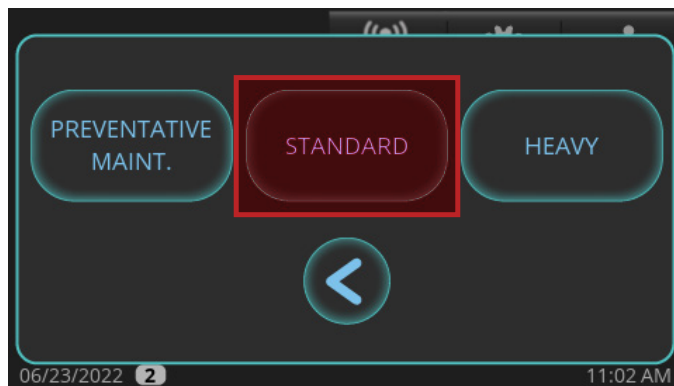 PREVENTATIVE
MAINT.
STANDARD
HEAVY
06/23/2022 2
11:02 AM